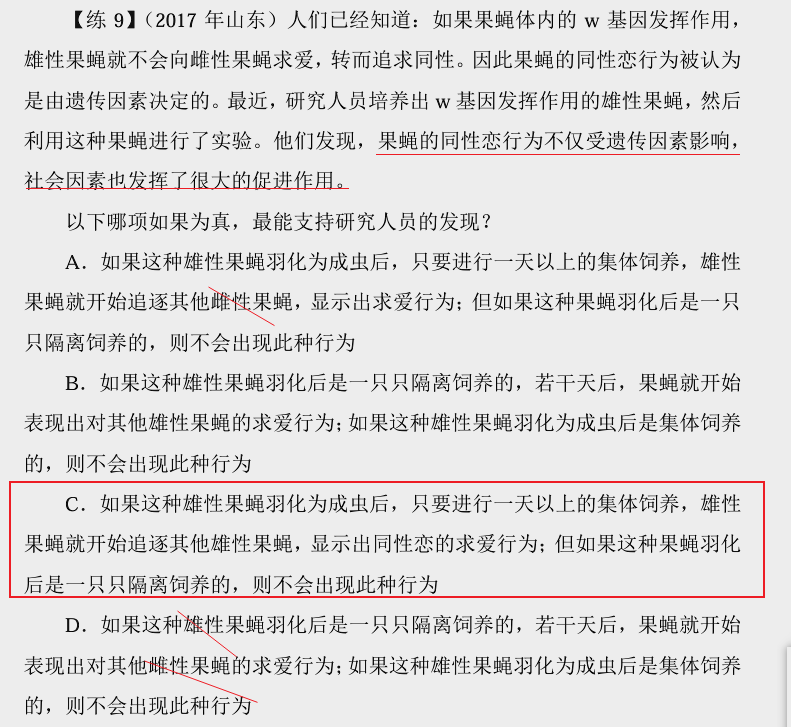 【练 9】（2017 年山东）人们已经知道：如果果蝇体内的 w 基因发挥作用，
雄性果蝇就不会向雌性果蝇求爱，转而追求同性。因此果蝇的同性恋行为被认为
是由遗传因素决定的。最近，研究人员培养出 w 基因发挥作用的雄性果蝇，然后
利用这种果蝇进行了实验。他们发现，果蝇的同性恋行为不仅受遗传因素影响，
社会因素也发挥了很大的促进作用。
以下哪项如果为真，最能支持研究人员的发现？
A．如果这种雄性果蝇羽化为成虫后，只要进行一天以上的集体饲养，雄性
果蝇就开始追逐其他雌性果蝇，显示出求爱行为；但如果这种果蝇羽化后是一只
只隔离饲养的，则不会出现此种行为
B．如果这种雄性果蝇羽化后是一只只隔离饲养的，若干天后，果蝇就开始
表现出对其他雄性果蝇的求爱行为；如果这种雄性果蝇羽化为成虫后是集体饲养
的，则不会出现此种行为
C．如果这种雄性果蝇羽化为成虫后，只要进行一天以上的集体饲养，雄性
果蝇就开始追逐其他雄性果蝇，显示出同性恋的求爱行为；但如果这种果蝇羽化
后是一只只隔离饲养的，则不会出现此种行为
D．如果这种雄性果蝇羽化后是一只只隔离饲养的，若干天后，果蝇就开始
表现出对其他雌性果蝇的求爱行为；如果这种雄性果蝇羽化为成虫后是集体饲养
的，则不会出现此种行为